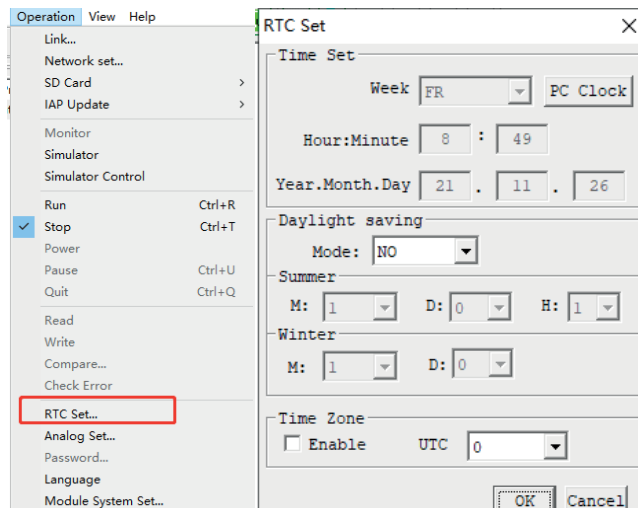 Operation View Help
Link...
Network set...
SD Card >
IAP Update >
Monitor
Simulator
Simulator Control
Run Ctrl+R
Stop Ctrl+T
Power
Pause Ctrl+U
Quit Ctrl+Q
Read
Write
Compare...
Check Error
RTC Set...
Analog Set...
Password...
Language
Module System Set...
RTC Set
Time Set
Week FR PC Clock
Hour:Minute 8 : 49
Year.Month.Day 21 . 11 . 26
Daylight saving
Mode: NO
Summer
M: 1 D: 0 H: 1
Winter
M: 1 D: 0
Time Zone
Enable UTC 0
OK Cancel